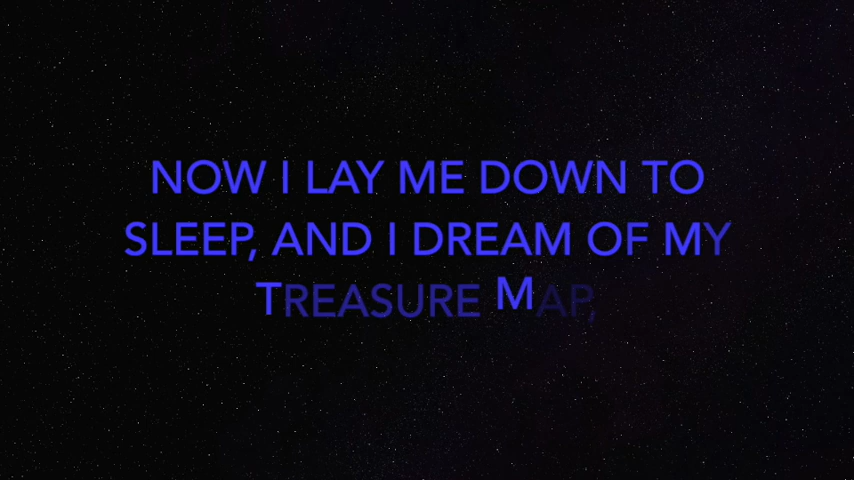 NOW I LAY ME DOWN TO
SLEEP, AND I DREAM OF MY
TREASURE MAP,